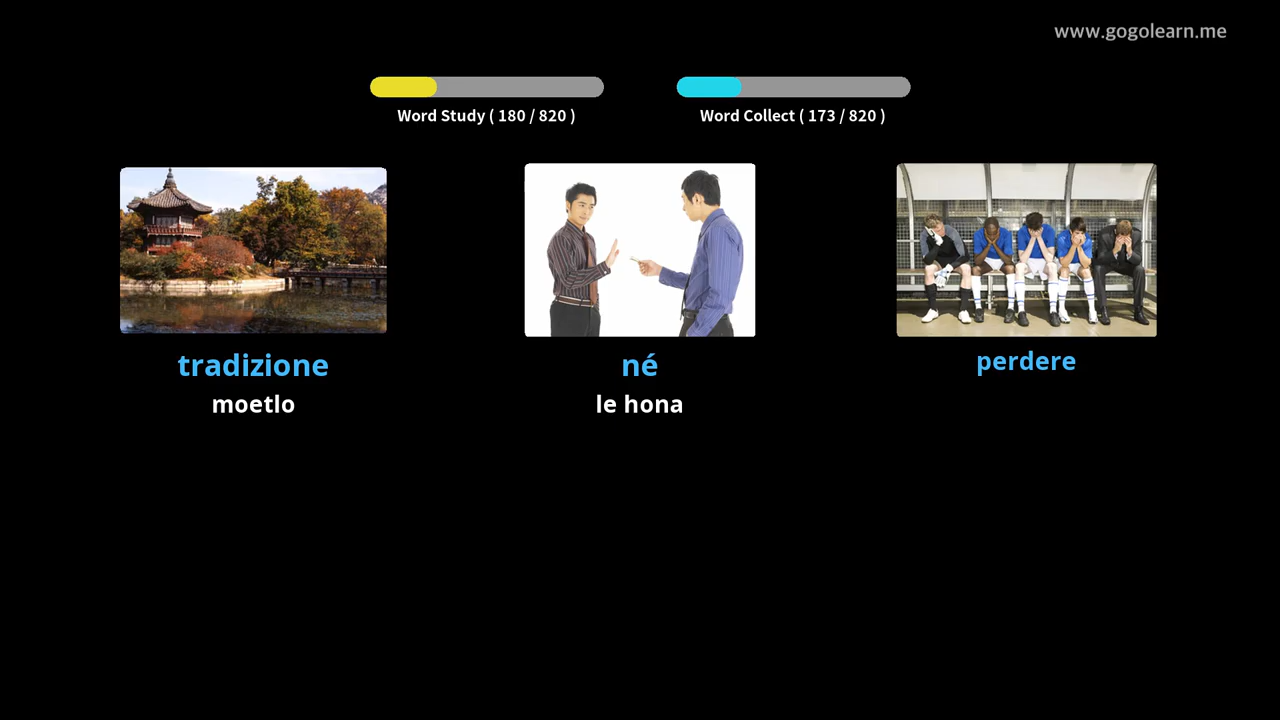 www.gogolearn.me
Word Study ( 180 / 820 )
Word Collect ( 173 / 820 )
tradizione
né
perdere
moetlo
le hona